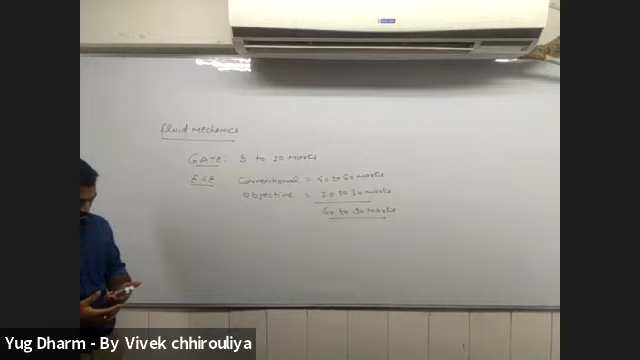 Fluid Mechanics
GATE: 8 to 10 Marks
ESE Conventional = 40 to 60 Marks
Objective = 20 to 30 Marks
60 to 90 Marks
Yug Dharm - By Vivek chhirouliya